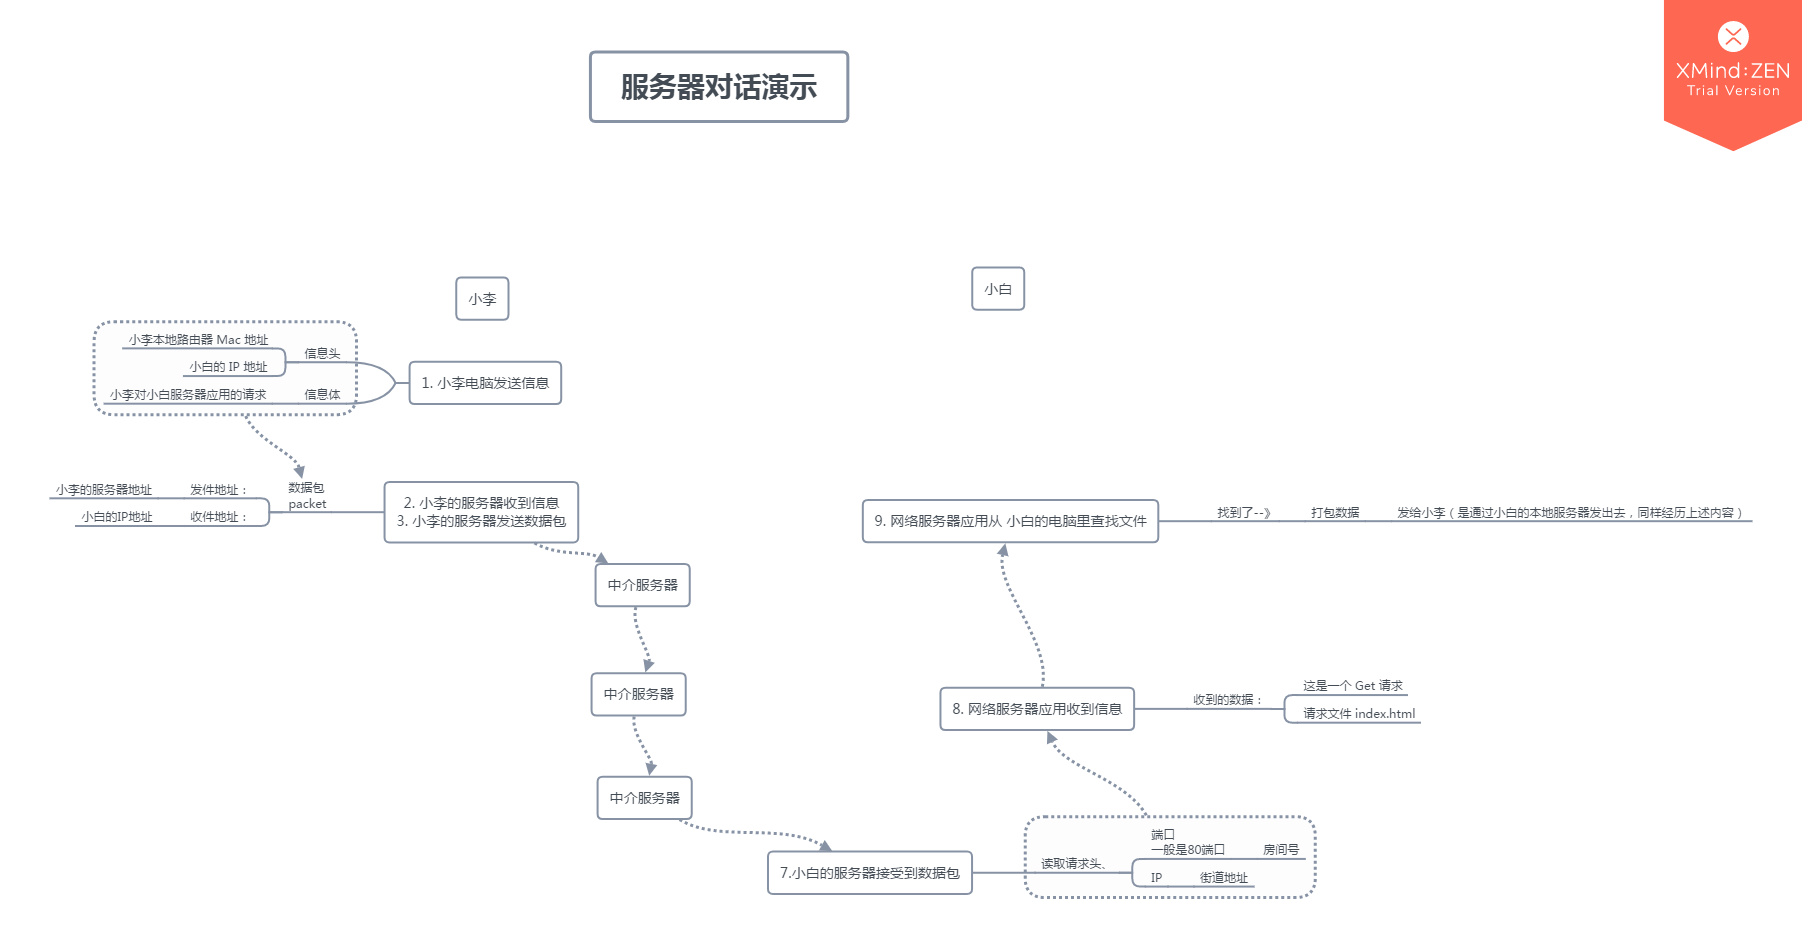 XMind:ZEN
Trial Version
服务器对话演示
小李
小白
小李本地路由器 Mac 地址
信息头
小白的 IP 地址
小李对小白服务器应用的请求
信息体
1. 小李电脑发送信息
小李的服务器地址
发件地址：
小白的IP地址
收件地址：
数据包
packet
2. 小李的服务器收到信息
3. 小李的服务器发送数据包
中介服务器
中介服务器
中介服务器
7.小白的服务器接受到数据包
读取请求头、
端口
一般是80端口
房间号
IP
街道地址
8. 网络服务器应用收到信息
收到的数据：
这是一个 Get 请求
请求文件 index.html
9. 网络服务器应用从 小白的电脑里查找文件
找到了--》
打包数据
发给小李（是通过小白的本地服务器发出去，同样经历上述内容）